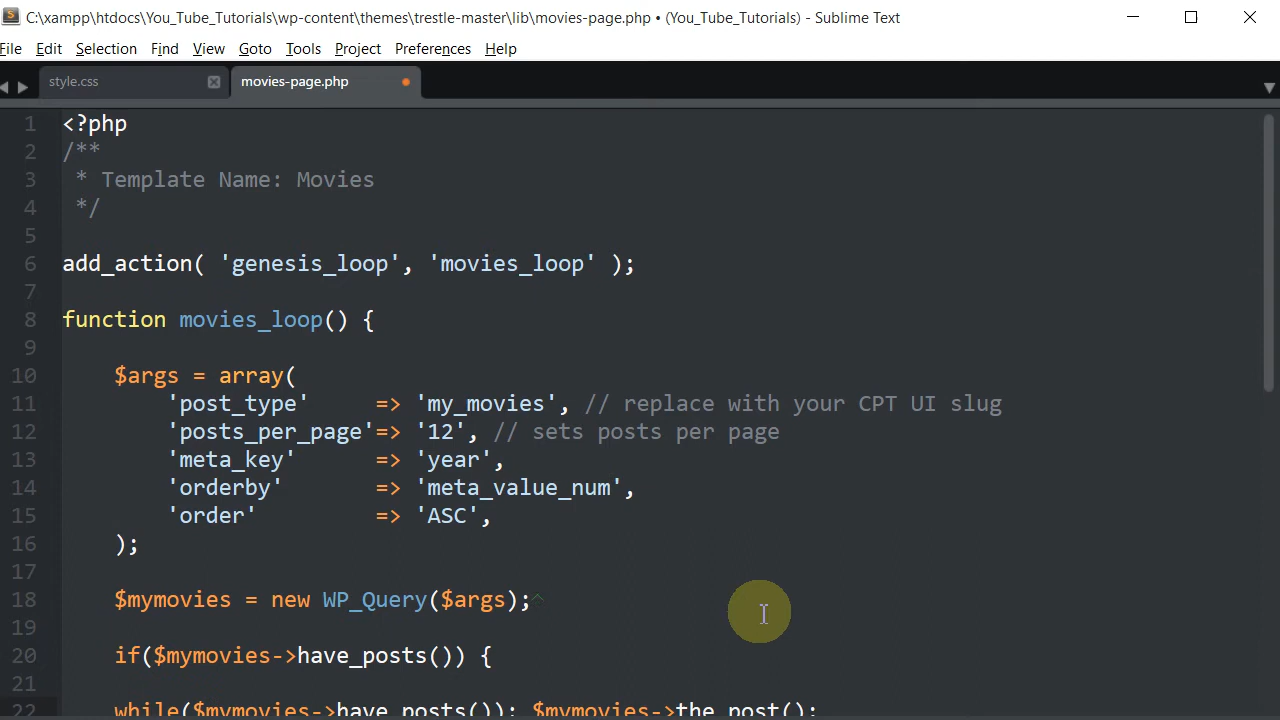 C:\xampp\htdocs\You_Tube_Tutorials\wp-content\themes\trestle-master\lib\movies-page.php • (You_Tube_Tutorials) - Sublime Text
File Edit Selection Find View Goto Tools Project Preferences Help
style.css movies-page.php
1 <?php
2 /**
3 * Template Name: Movies
4 */
5
6 add_action( 'genesis_loop', 'movies_loop' );
7
8 function movies_loop() {
9
10 $args = array(
11 'post_type' => 'my_movies', // replace with your CPT UI slug
12 'posts_per_page'=> '12', // sets posts per page
13 'meta_key' => 'year',
14 'orderby' => 'meta_value_num',
15 'order' => 'ASC',
16 );
17
18 $mymovies = new WP_Query($args);^
19
20 if($mymovies->have_posts()) {
21
22 while($mymovies->have_posts()): $mymovies->the_post();